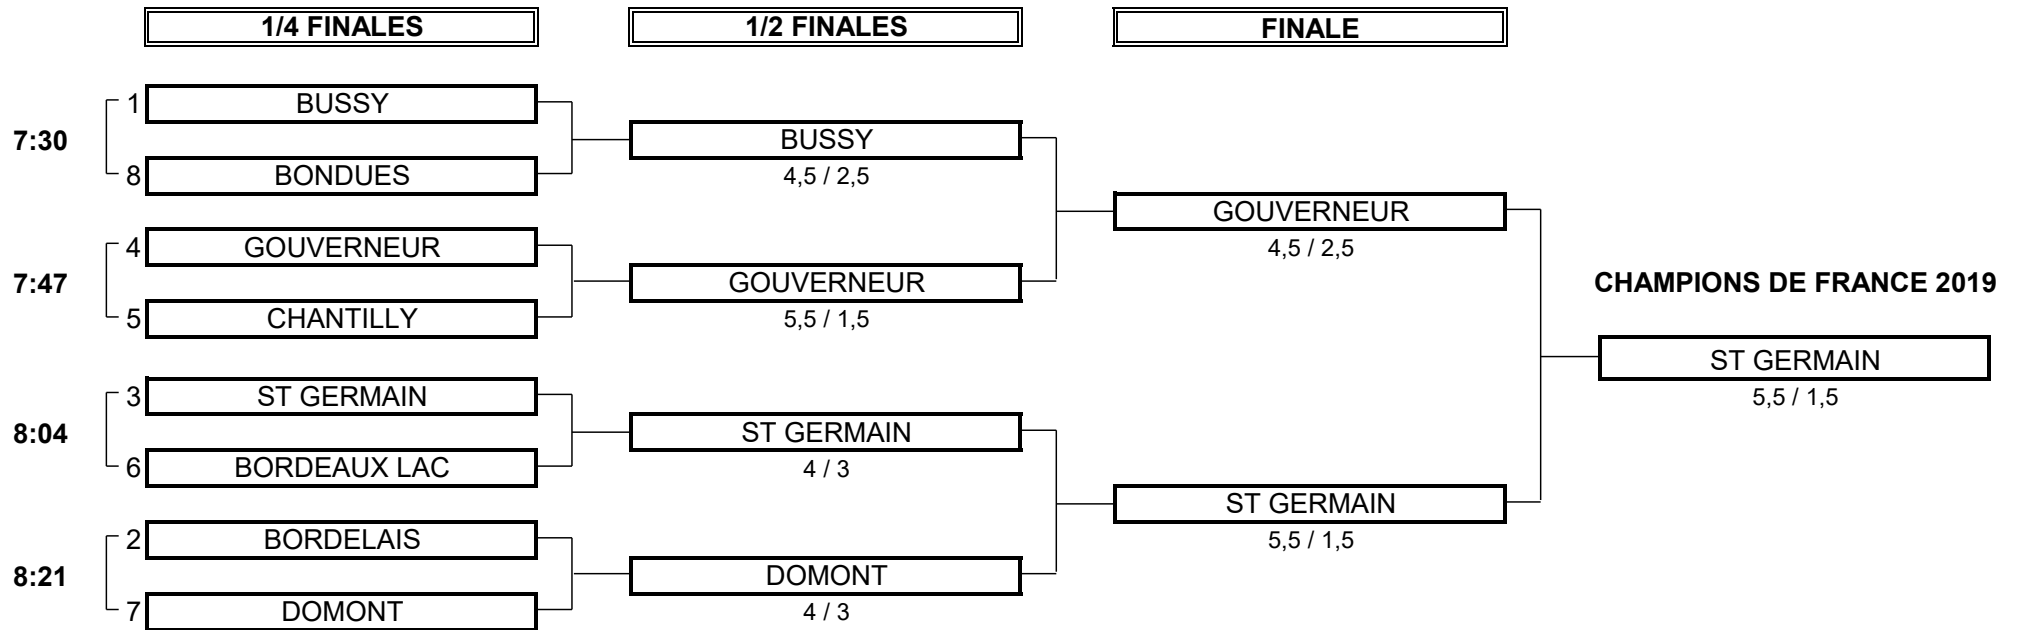 1/4 FINALES
1/2 FINALES
FINALE
7:30
1 BUSSY
8 BONDUES
7:47
4 GOUVERNEUR
5 CHANTILLY
8:04
3 ST GERMAIN
6 BORDEAUX LAC
8:21
2 BORDELAIS
7 DOMONT
BUSSY
4,5 / 2,5
GOUVERNEUR
5,5 / 1,5
ST GERMAIN
4 / 3
DOMONT
4 / 3
GOUVERNEUR
4,5 / 2,5
ST GERMAIN
5,5 / 1,5
CHAMPIONS DE FRANCE 2019
ST GERMAIN
5,5 / 1,5